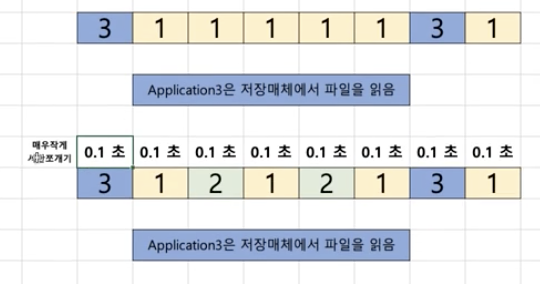 3 1 1 1 1 1 3 1
Application3은 저장매체에서 파일을 읽음
매우작게
0.1 초 0.1 초 0.1 초 0.1 초 0.1 초 0.1 초 0.1 초 0.1 초
쪼개기
3 1 2 1 2 1 3 1
Application3은 저장매체에서 파일을 읽음